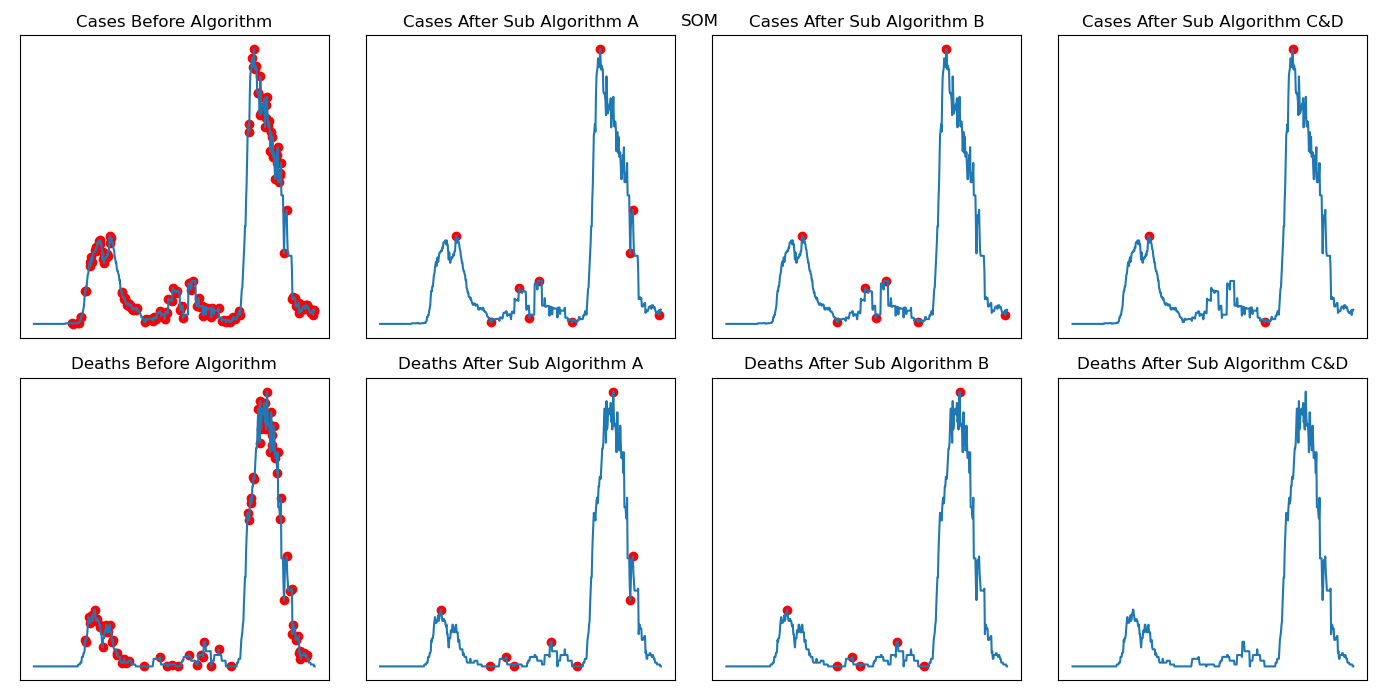 SOM
Cases Before Algorithm
Cases After Sub Algorithm A
Cases After Sub Algorithm B
Cases After Sub Algorithm C&D
Deaths Before Algorithm
Deaths After Sub Algorithm A
Deaths After Sub Algorithm B
Deaths After Sub Algorithm C&D